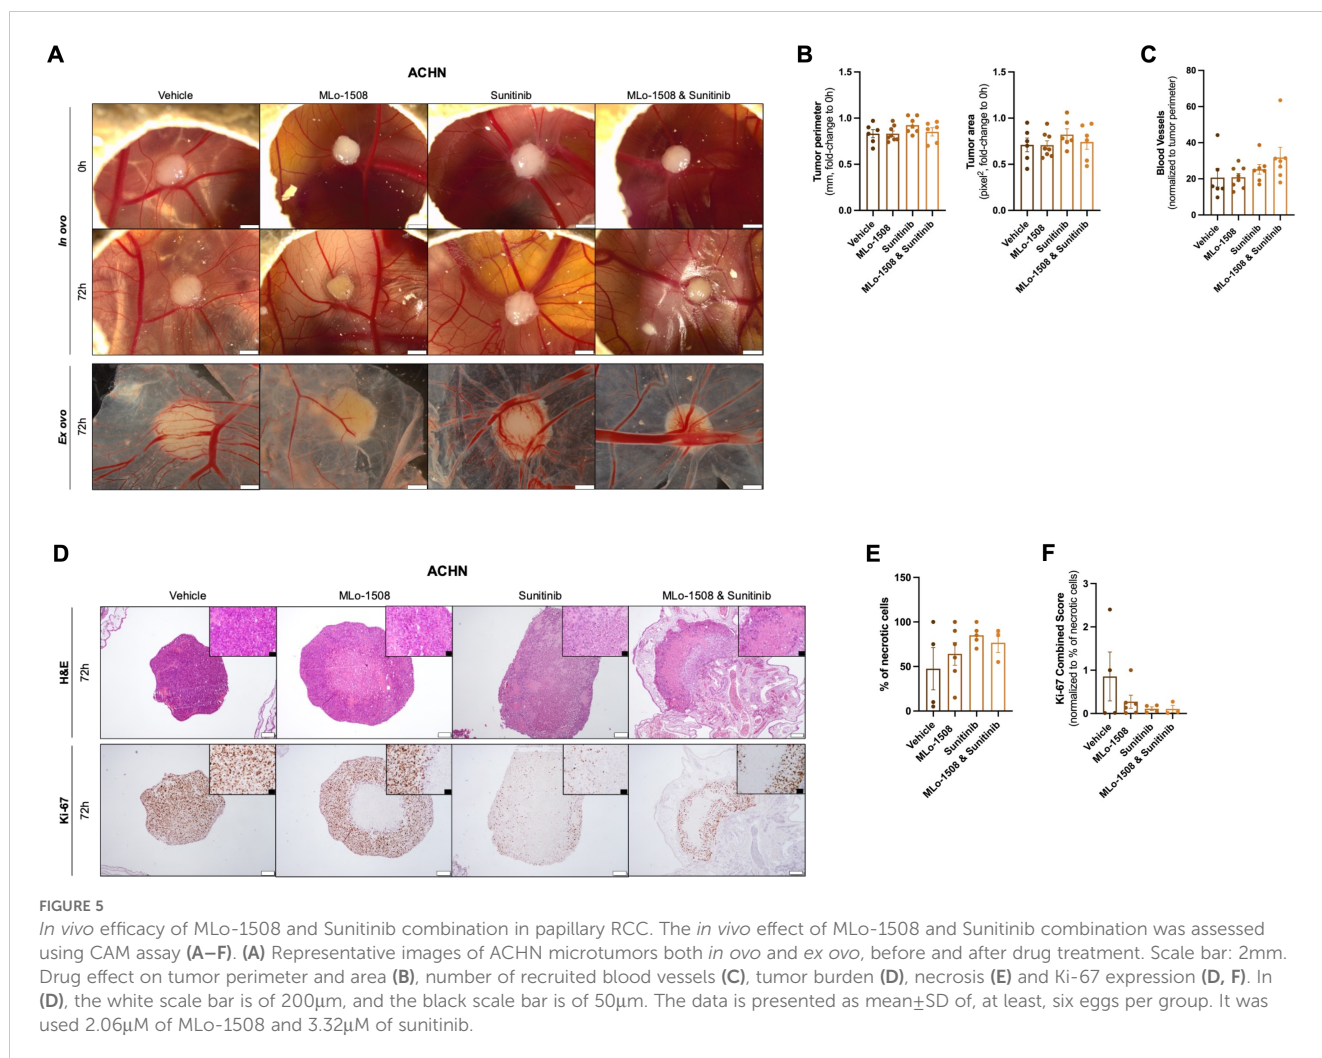 A
ACHN
Vehicle
MLo-1508
Sunitinib
MLo-1508 & Sunitinib
0h
In ovo
72h
Ex ovo
72h
B
Tumor perimeter
(mm, fold-change to 0h)
1.5
1.0
0.5
0.0
Vehicle
MLo-1508
Sunitinib
MLo-1508 & Sunitinib
Tumor area
(pixel², fold-change to 0h)
1.5
1.0
0.5
0.0
Vehicle
MLo-1508
Sunitinib
MLo-1508 & Sunitinib
C
Blood Vessels
(normalized to tumor perimeter)
80
60
40
20
0
Vehicle
MLo-1508
Sunitinib
MLo-1508 & Sunitinib
D
ACHN
Vehicle
MLo-1508
Sunitinib
MLo-1508 & Sunitinib
H&E
72h
Ki-67
72h
E
% of necrotic cells
150
100
50
0
Vehicle
MLo-1508
Sunitinib
MLo-1508 & Sunitinib
F
Ki-67 Combined Score
(normalized to % of necrotic cells)
3
2
1
0
Vehicle
MLo-1508
Sunitinib
MLo-1508 & Sunitinib
FIGURE 5
In vivo efficacy of MLo-1508 and Sunitinib combination in papillary RCC. The in vivo effect of MLo-1508 and Sunitinib combination was assessed
using CAM assay (A–F). (A) Representative images of ACHN microtumors both in ovo and ex ovo, before and after drug treatment. Scale bar: 2mm.
Drug effect on tumor perimeter and area (B), number of recruited blood vessels (C), tumor burden (D), necrosis (E) and Ki-67 expression (D, F). In
(D), the white scale bar is of 200μm, and the black scale bar is of 50μm. The data is presented as mean±SD of, at least, six eggs per group. It was
used 2.06μM of MLo-1508 and 3.32μM of sunitinib.